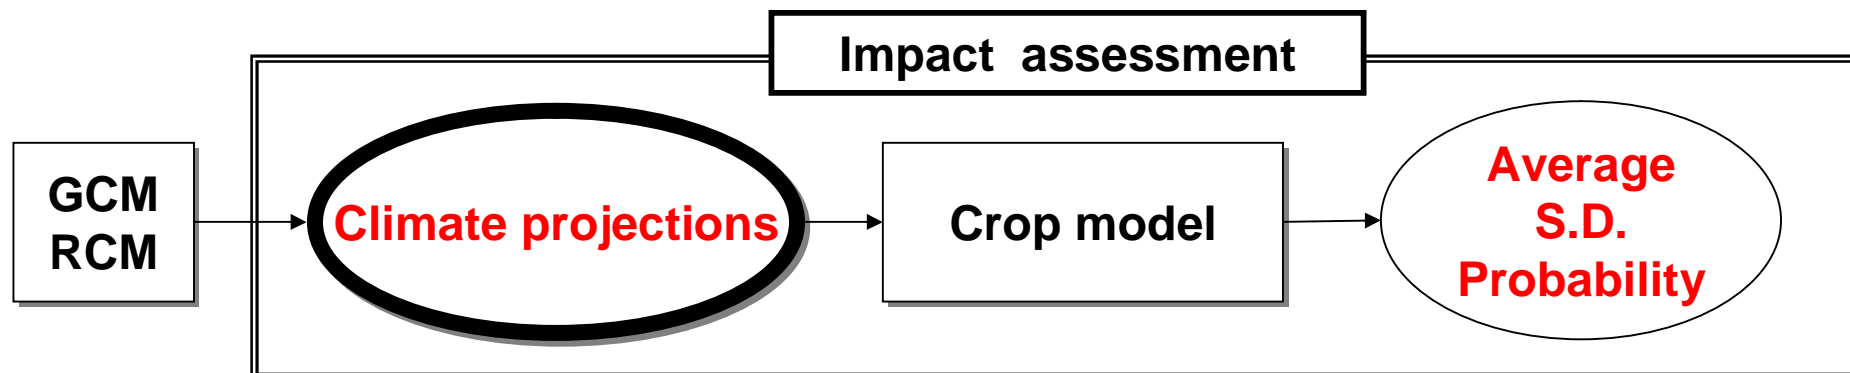 Impact assessment
GCM
RCM
Climate projections
Crop model
Average
S.D.
Probability